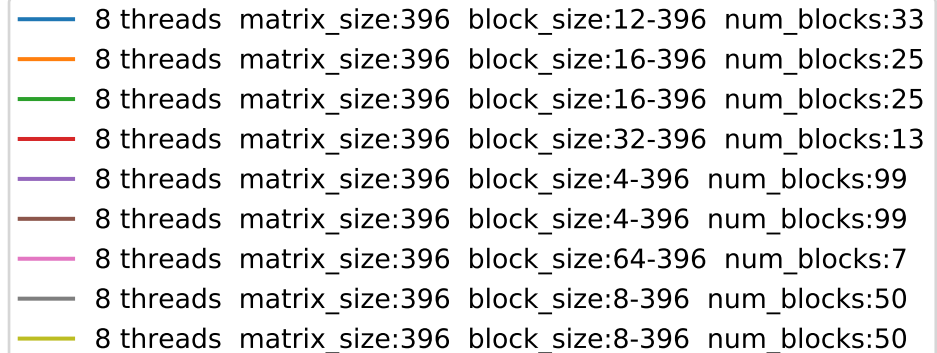 8 threads  matrix_size:396  block_size:12-396  num_blocks:33
8 threads  matrix_size:396  block_size:16-396  num_blocks:25
8 threads  matrix_size:396  block_size:16-396  num_blocks:25
8 threads  matrix_size:396  block_size:32-396  num_blocks:13
8 threads  matrix_size:396  block_size:4-396  num_blocks:99
8 threads  matrix_size:396  block_size:4-396  num_blocks:99
8 threads  matrix_size:396  block_size:64-396  num_blocks:7
8 threads  matrix_size:396  block_size:8-396  num_blocks:50
8 threads  matrix_size:396  block_size:8-396  num_blocks:50